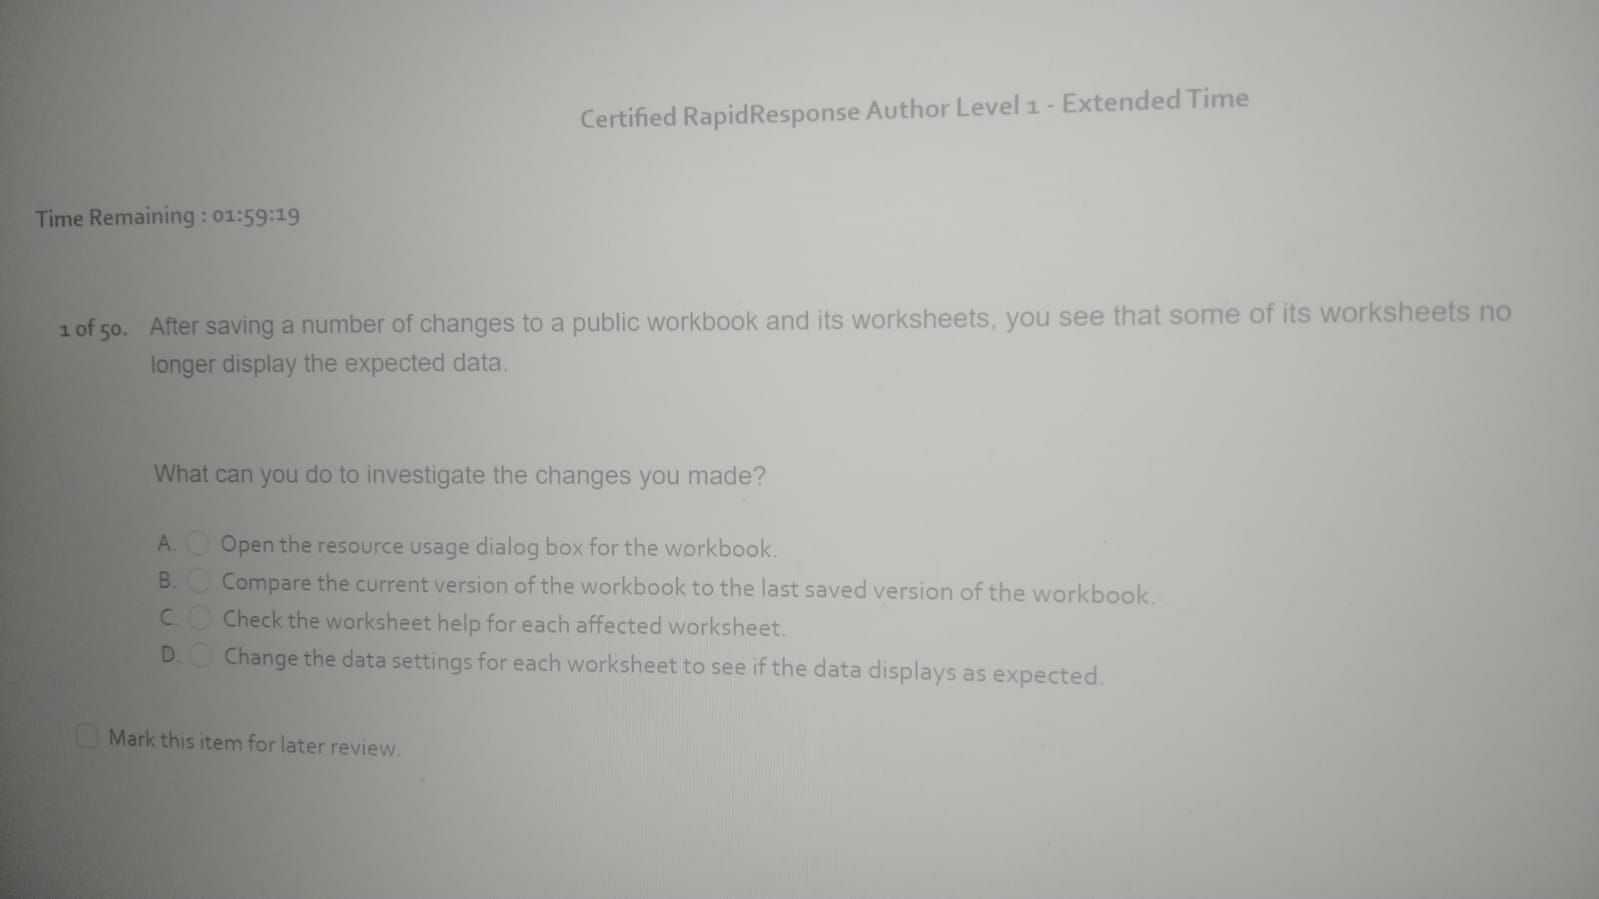 Certified RapidResponse Author Level 1 - Extended Time
Time Remaining : 01:59:19
1 of 50. After saving a number of changes to a public workbook and its worksheets, you see that some of its worksheets no
longer display the expected data.
What can you do to investigate the changes you made?
A. Open the resource usage dialog box for the workbook.
B. Compare the current version of the workbook to the last saved version of the workbook.
C. Check the worksheet help for each affected worksheet.
D. Change the data settings for each worksheet to see if the data displays as expected.
Mark this item for later review.